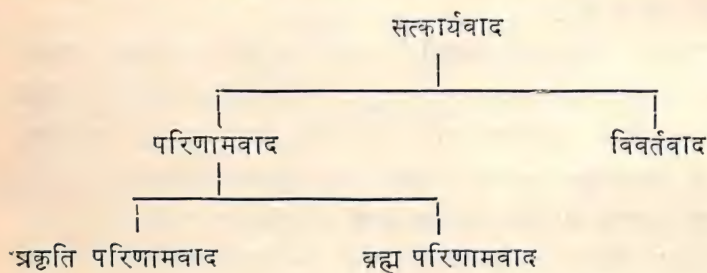 सत्कार्यवाद
परिणामवाद विवर्तवाद
प्रकृति परिणामवाद ब्रह्म परिणामवाद